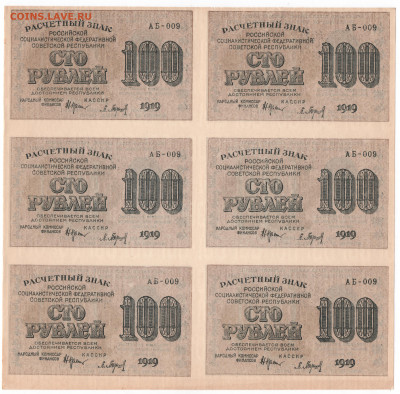 COINS.LAVE.RU
РАСЧЕТНЫЙ ЗНАК АБ-009
РОССИЙСКОЙ
СОЦИАЛИСТИЧЕСКОЙ ФЕДЕРАТИВНОЙ
СОВЕТСКОЙ РЕСПУБЛИКИ
СТО
РУБЛЕЙ
100
ОБЕСПЕЧИВАЕТСЯ ВСЕМ
ДОСТОЯНИЕМ РЕСПУБЛИКИ
НАРОДНЫЙ КОМИССАР
ФИНАНСОВ
КАССИР
1919
РАСЧЕТНЫЙ ЗНАК АБ-009
РОССИЙСКОЙ
СОЦИАЛИСТИЧЕСКОЙ ФЕДЕРАТИВНОЙ
СОВЕТСКОЙ РЕСПУБЛИКИ
СТО
РУБЛЕЙ
100
ОБЕСПЕЧИВАЕТСЯ ВСЕМ
ДОСТОЯНИЕМ РЕСПУБЛИКИ
НАРОДНЫЙ КОМИССАР
ФИНАНСОВ
КАССИР
1919
РАСЧЕТНЫЙ ЗНАК АБ-009
РОССИЙСКОЙ
СОЦИАЛИСТИЧЕСКОЙ ФЕДЕРАТИВНОЙ
СОВЕТСКОЙ РЕСПУБЛИКИ
СТО
РУБЛЕЙ
100
ОБЕСПЕЧИВАЕТСЯ ВСЕМ
ДОСТОЯНИЕМ РЕСПУБЛИКИ
НАРОДНЫЙ КОМИССАР
ФИНАНСОВ
КАССИР
1919
РАСЧЕТНЫЙ ЗНАК АБ-009
РОССИЙСКОЙ
СОЦИАЛИСТИЧЕСКОЙ ФЕДЕРАТИВНОЙ
СОВЕТСКОЙ РЕСПУБЛИКИ
СТО
РУБЛЕЙ
100
ОБЕСПЕЧИВАЕТСЯ ВСЕМ
ДОСТОЯНИЕМ РЕСПУБЛИКИ
НАРОДНЫЙ КОМИССАР
ФИНАНСОВ
КАССИР
1919
РАСЧЕТНЫЙ ЗНАК АБ-009
РОССИЙСКОЙ
СОЦИАЛИСТИЧЕСКОЙ ФЕДЕРАТИВНОЙ
СОВЕТСКОЙ РЕСПУБЛИКИ
СТО
РУБЛЕЙ
100
ОБЕСПЕЧИВАЕТСЯ ВСЕМ
ДОСТОЯНИЕМ РЕСПУБЛИКИ
НАРОДНЫЙ КОМИССАР
ФИНАНСОВ
КАССИР
1919
РАСЧЕТНЫЙ ЗНАК АБ-009
РОССИЙСКОЙ
СОЦИАЛИСТИЧЕСКОЙ ФЕДЕРАТИВНОЙ
СОВЕТСКОЙ РЕСПУБЛИКИ
СТО
РУБЛЕЙ
100
ОБЕСПЕЧИВАЕТСЯ ВСЕМ
ДОСТОЯНИЕМ РЕСПУБЛИКИ
НАРОДНЫЙ КОМИССАР
ФИНАНСОВ
КАССИР
1919